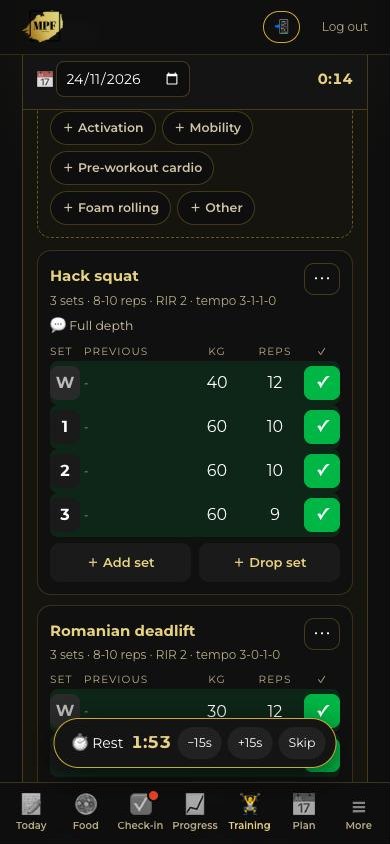 MPF
Log out
24/11/2026
0:14
+ Activation
+ Mobility
+ Pre-workout cardio
+ Foam rolling
+ Other
Hack squat
...
3 sets · 8-10 reps · RIR 2 · tempo 3-1-1-0
Full depth
SET PREVIOUS KG REPS ✓
W - 40 12 ✓
1 - 60 10 ✓
2 - 60 10 ✓
3 - 60 9 ✓
+ Add set
+ Drop set
Romanian deadlift
...
3 sets · 8-10 reps · RIR 2 · tempo 3-0-1-0
SET PREVIOUS KG REPS ✓
W 30 12 ✓
Rest 1:53 −15s +15s Skip
Today Food Check-in Progress Training Plan More